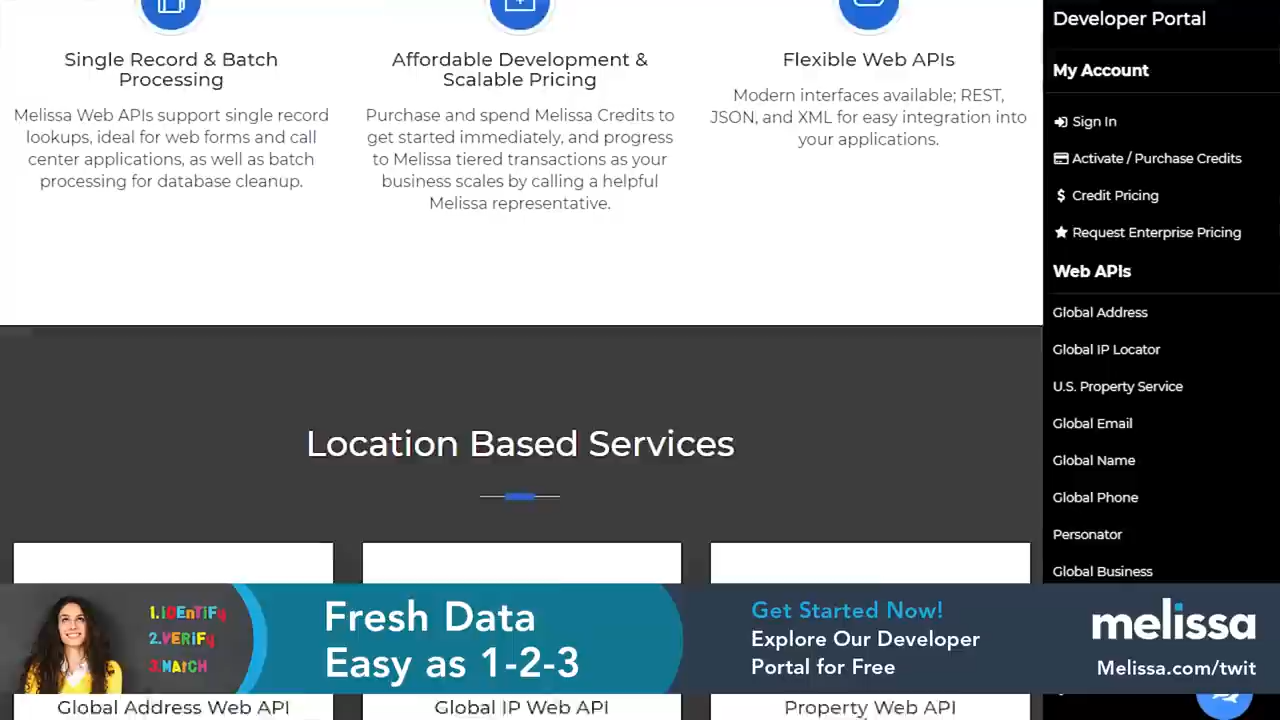 Single Record & Batch
Processing
Melissa Web APIs support single record
lookups, ideal for web forms and call
center applications, as well as batch
processing for database cleanup.
Affordable Development &
Scalable Pricing
Purchase and spend Melissa Credits to
get started immediately, and progress
to Melissa tiered transactions as your
business scales by calling a helpful
Melissa representative.
Flexible Web APIs
Modern interfaces available; REST,
JSON, and XML for easy integration into
your applications.
Developer Portal
My Account
Sign In
Activate / Purchase Credits
Credit Pricing
Request Enterprise Pricing
Web APIs
Global Address
Global IP Locator
U.S. Property Service
Global Email
Global Name
Global Phone
Personator
Global Business
Location Based Services
1.iDEnTiFy
2.VERiFy
3.MAtCH
Fresh Data
Easy as 1-2-3
Get Started Now!
Explore Our Developer
Portal for Free
melissa
Melissa.com/twit
Global Address Web API
Global IP Web API
Property Web API